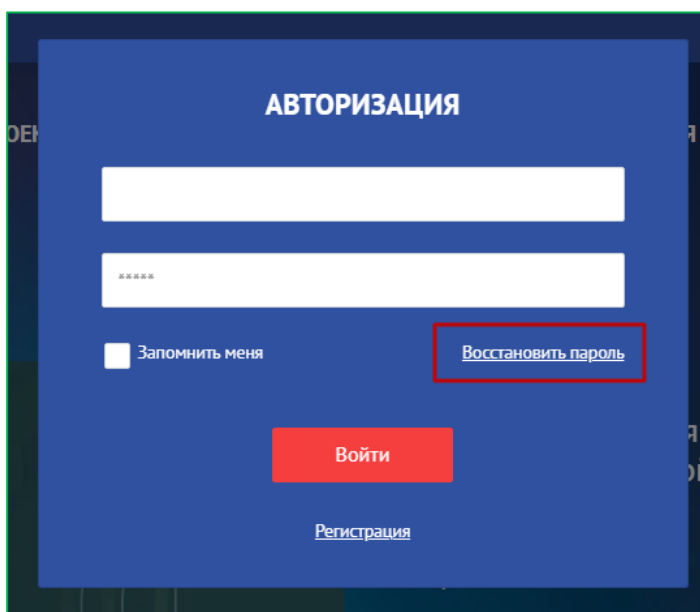 АВТОРИЗАЦИЯ
*****
Запомнить меня
Восстановить пароль
Войти
Регистрация